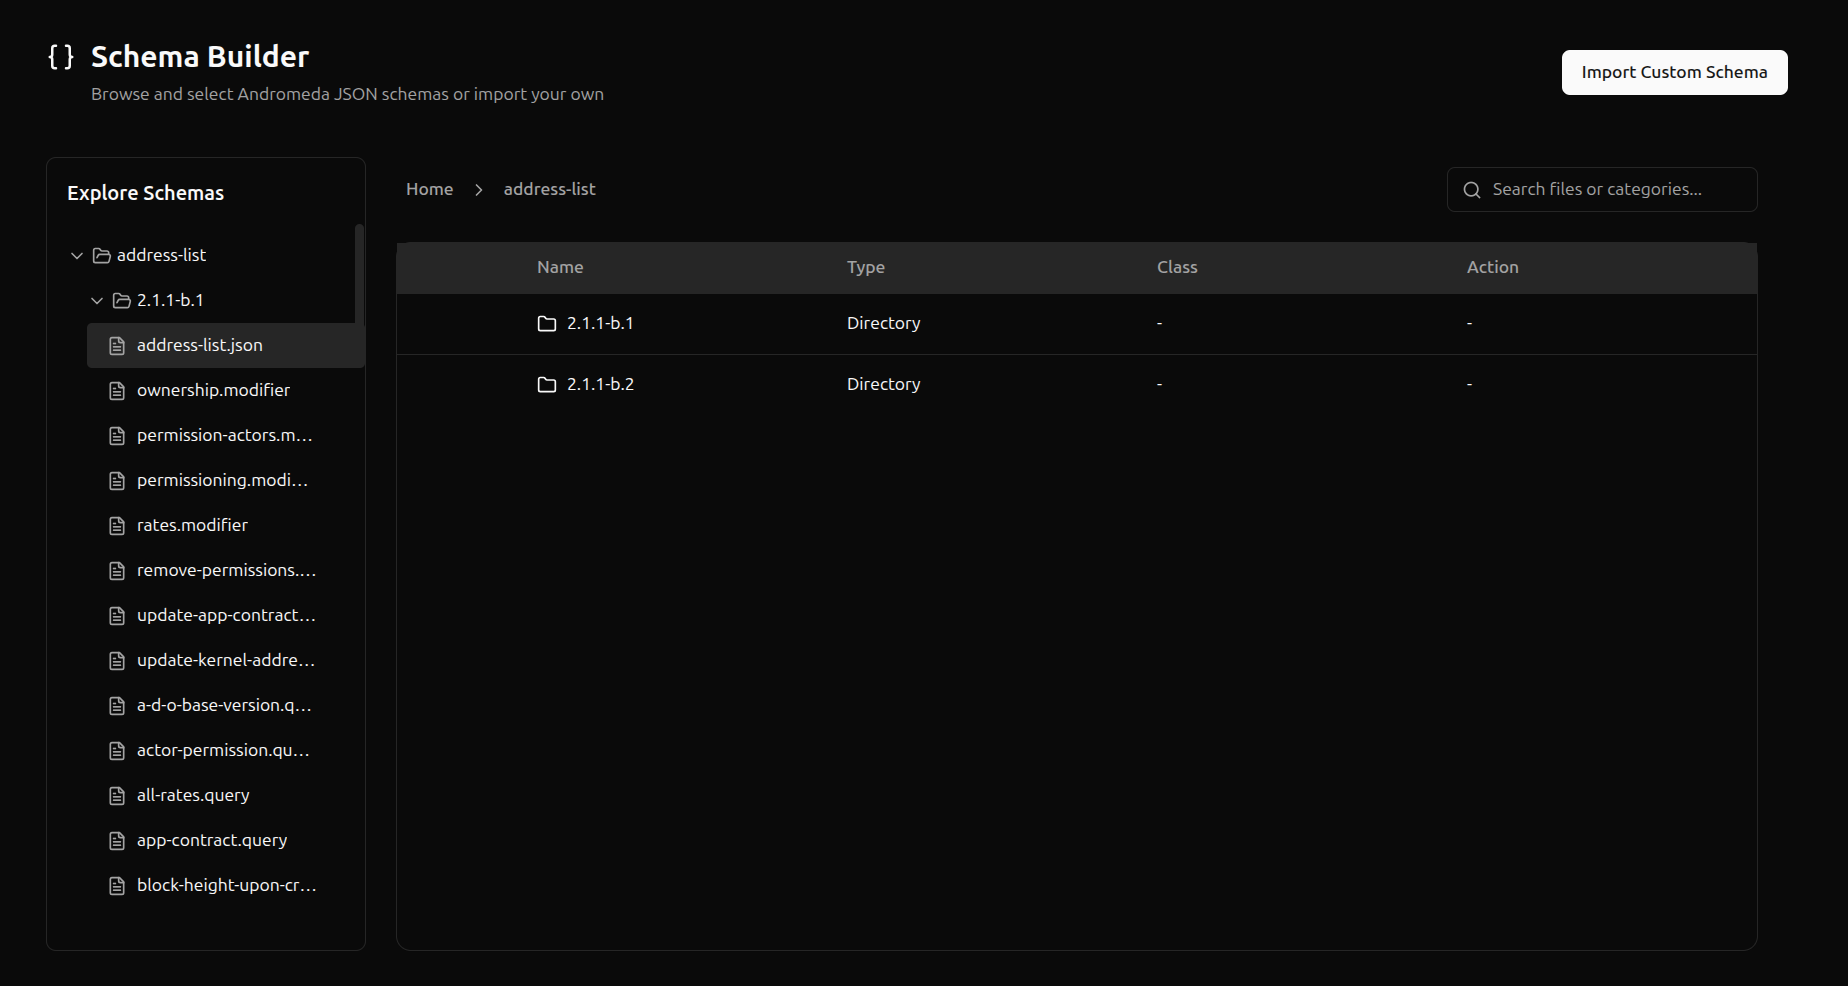 { } Schema Builder
Browse and select Andromeda JSON schemas or import your own
Import Custom Schema
Explore Schemas
address-list
2.1.1-b.1
address-list.json
ownership.modifier
permission-actors.m...
permissioning.modi...
rates.modifier
remove-permissions....
update-app-contract...
update-kernel-addre...
a-d-o-base-version.q...
actor-permission.qu...
all-rates.query
app-contract.query
block-height-upon-cr...
Home > address-list
Search files or categories...
Name Type Class Action
2.1.1-b.1 Directory - -
2.1.1-b.2 Directory - -